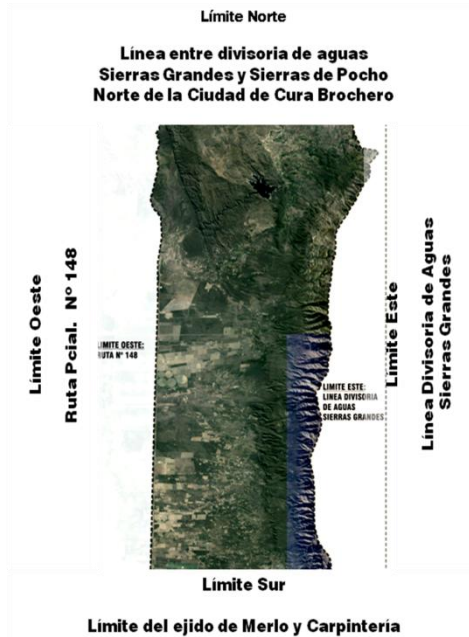 Límite Norte
Línea entre divisoria de aguas
Sierras Grandes y Sierras de Pocho
Norte de la Ciudad de Cura Brochero
Límite Oeste
Ruta Pcial. Nº 148
LIMITE OESTE:
RUTA Nº 148
LIMITE ESTE:
LINEA DIVISORIA
DE AGUAS
SIERRAS GRANDES
Límite Este
Línea Divisoria de Aguas
Sierras Grandes
Límite Sur
Límite del ejido de Merlo y Carpintería